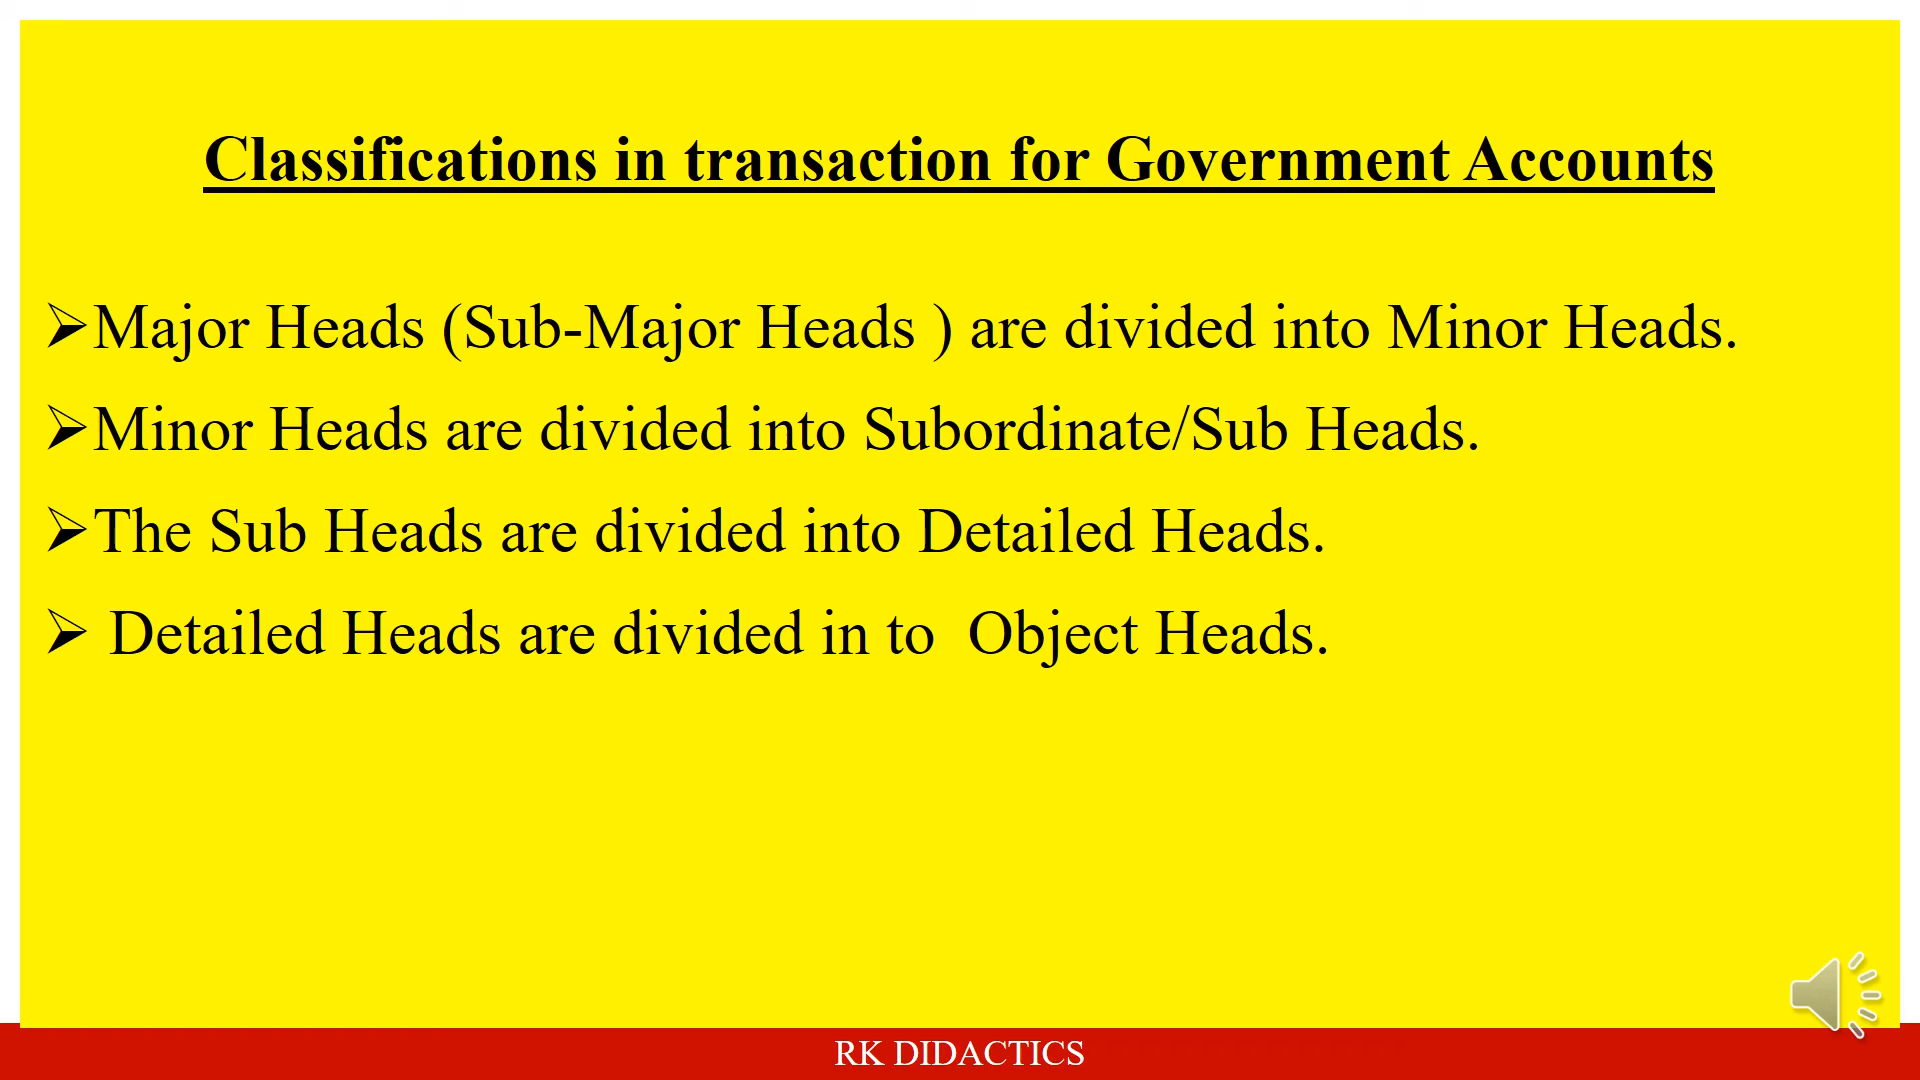 Classifications in transaction for Government Accounts
➢Major Heads (Sub-Major Heads ) are divided into Minor Heads.
➢Minor Heads are divided into Subordinate/Sub Heads.
➢The Sub Heads are divided into Detailed Heads.
➢ Detailed Heads are divided in to  Object Heads.
RK DIDACTICS